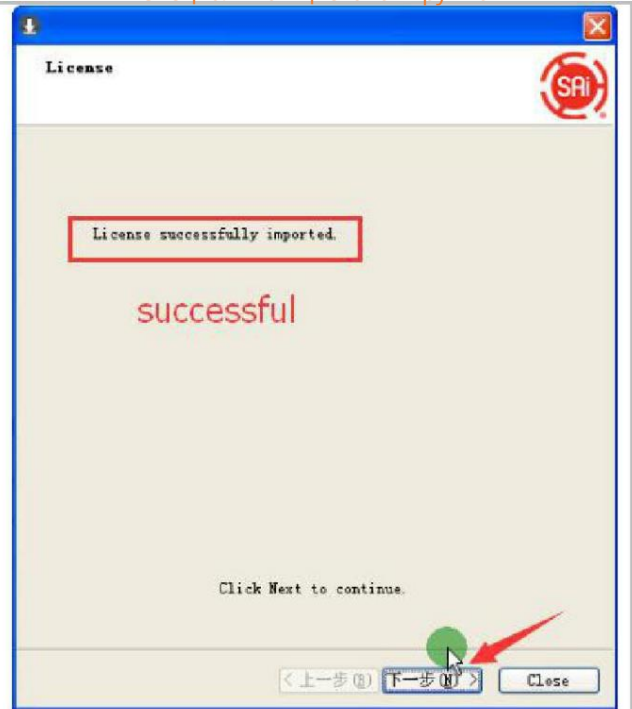 License
SAi
License successfully imported.
successful
Click Next to continue.
< 上一步(B) 下一步(N) > Close